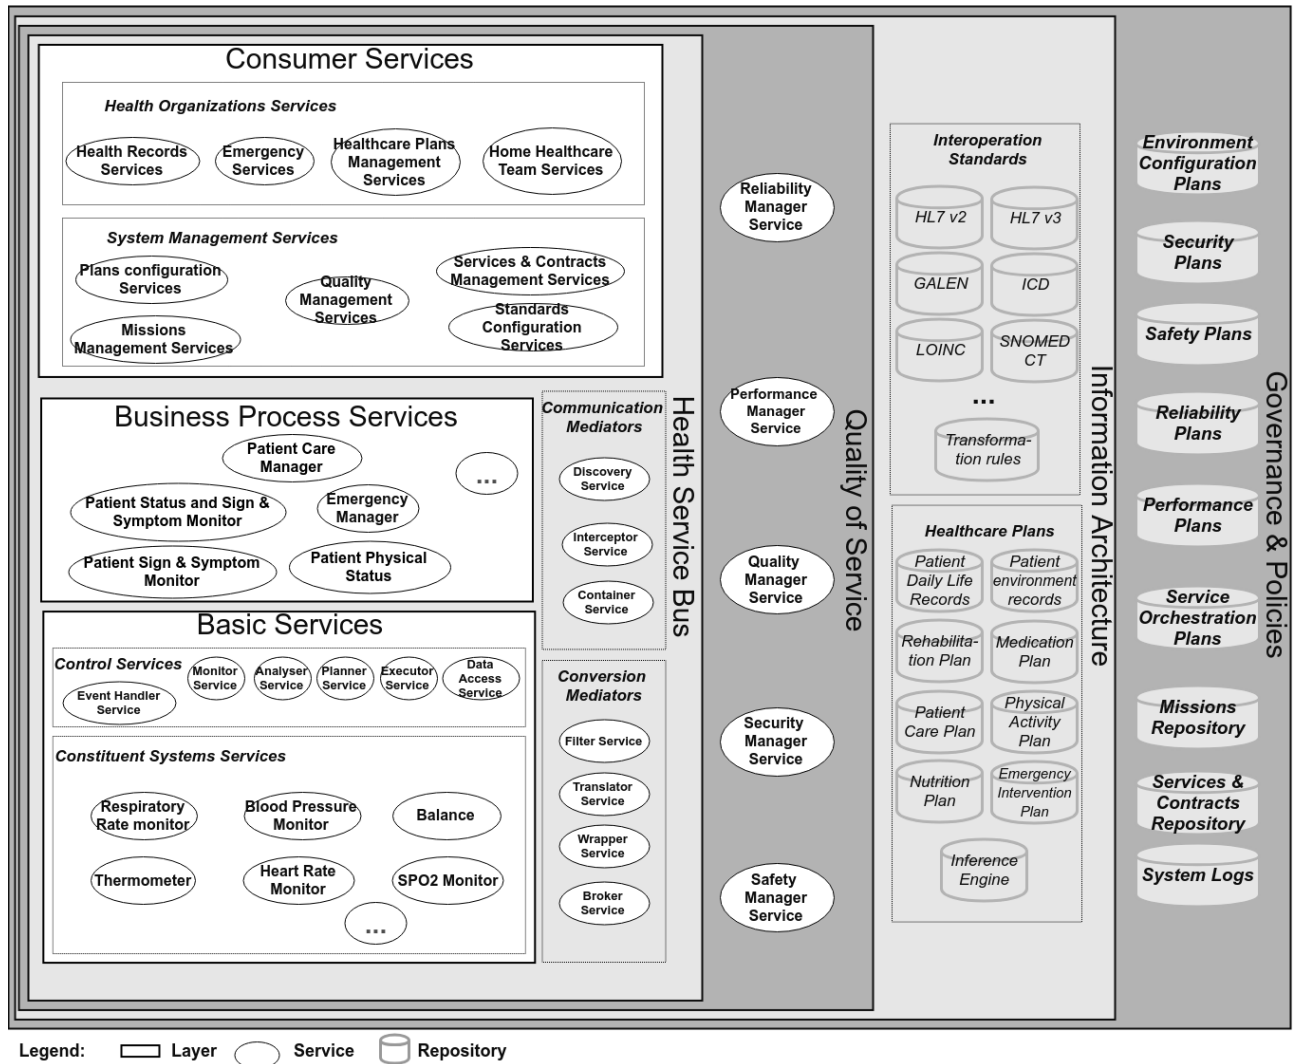 Consumer Services
Health Organizations Services
Health Records
Services
Emergency
Services
Healthcare Plans
Management
Services
Home Healthcare
Team Services
System Management Services
Plans configuration
Services
Quality
Management
Services
Services & Contracts
Management Services
Missions
Management Services
Standards
Configuration
Services
Business Process Services
Patient Care
Manager
...
Patient Status and Sign &
Symptom Monitor
Emergency
Manager
Patient Sign & Symptom
Monitor
Patient Physical
Status
Basic Services
Control Services
Event Handler
Service
Monitor
Service
Analyser
Service
Planner
Service
Executor
Service
Data
Access
Service
Constituent Systems Services
Respiratory
Rate monitor
Blood Pressure
Monitor
Balance
Thermometer
Heart Rate
Monitor
SPO2 Monitor
...
Communication
Mediators
Discovery
Service
Interceptor
Service
Container
Service
Conversion
Mediators
Filter Service
Translator
Service
Wrapper
Service
Broker
Service
Health Service Bus
Reliability
Manager
Service
Performance
Manager
Service
Quality
Manager
Service
Security
Manager
Service
Safety
Manager
Service
Quality of Service
Interoperation
Standards
HL7 v2
HL7 v3
GALEN
ICD
LOINC
SNOMED
CT
...
Transforma-
tion rules
Healthcare Plans
Patient
Daily Life
Records
Patient
environment
records
Rehabilita-
tion Plan
Medication
Plan
Patient
Care Plan
Physical
Activity
Plan
Nutrition
Plan
Emergency
Intervention
Plan
Inference
Engine
Information Architecture
Environment
Configuration
Plans
Security
Plans
Safety Plans
Reliability
Plans
Performance
Plans
Service
Orchestration
Plans
Missions
Repository
Services &
Contracts
Repository
System Logs
Governance & Policies
Legend:
Layer
Service
Repository